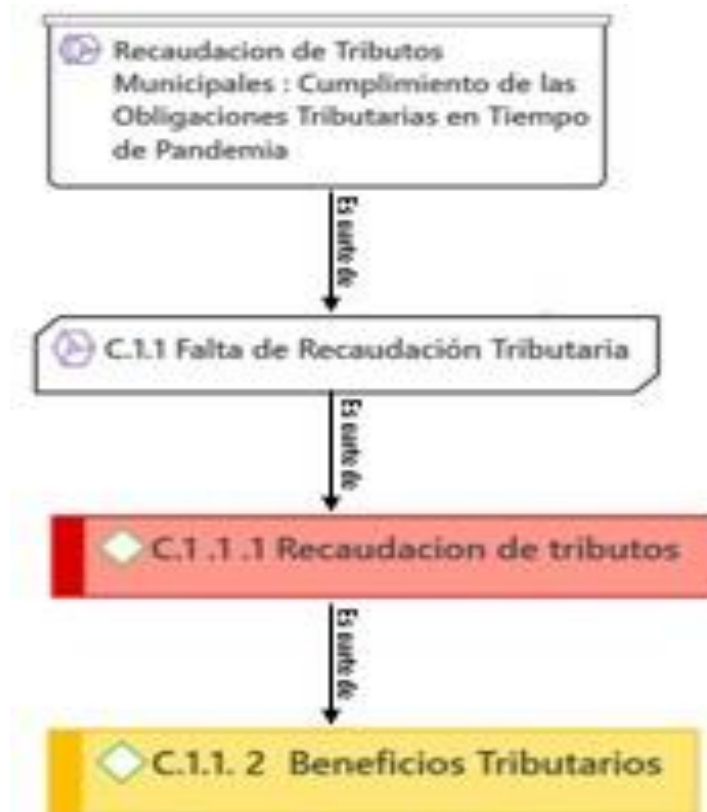 Recaudacion de Tributos
Municipales : Cumplimiento de las
Obligaciones Tributarias en Tiempo
de Pandemia
Es parte de
C.1.1 Falta de Recaudación Tributaria
Es parte de
C.1 .1 .1 Recaudacion de tributos
Es parte de
C.1.1. 2 Beneficios Tributarios